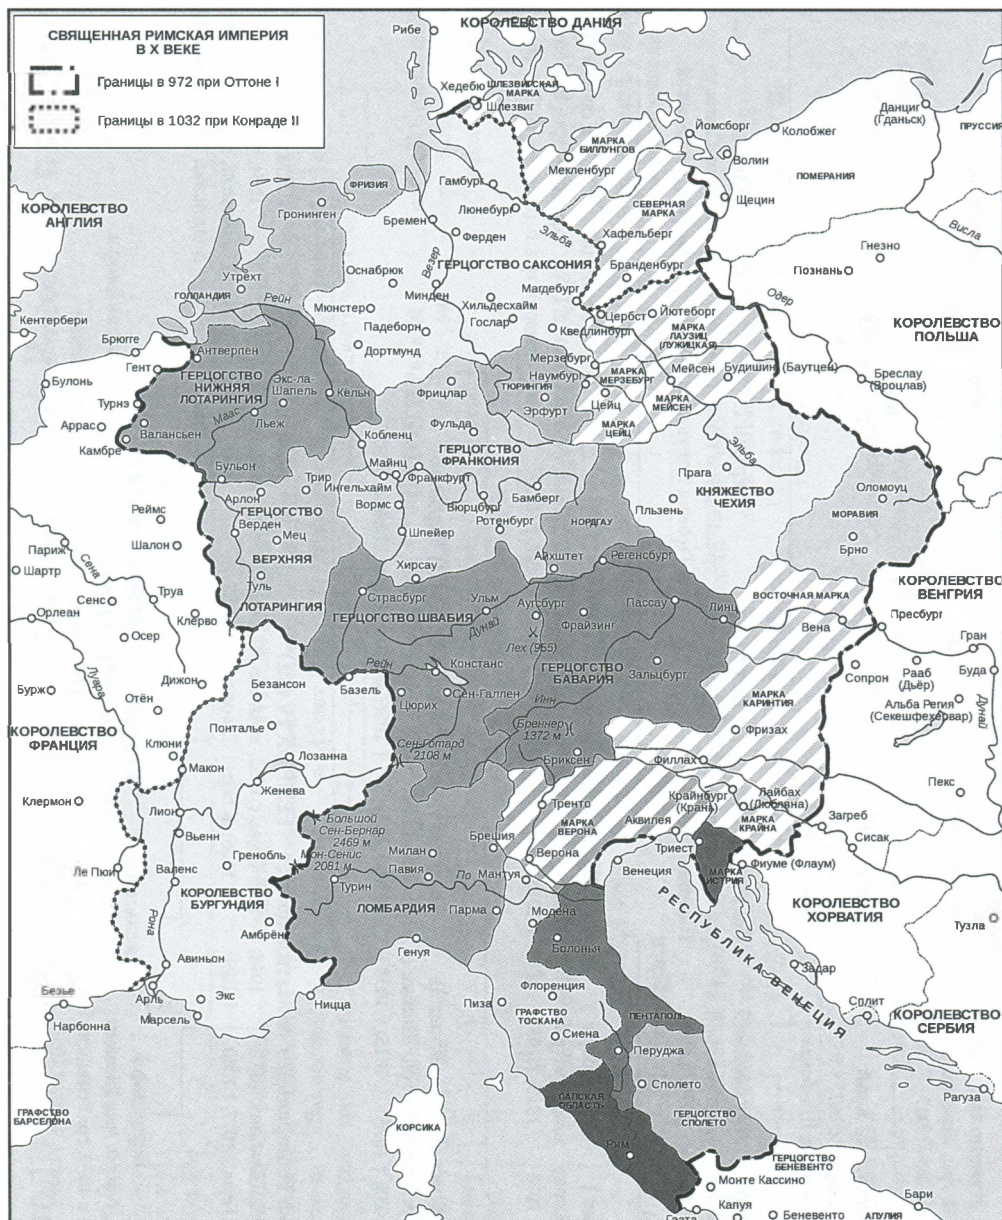 СВЯЩЕННАЯ РИМСКАЯ ИМПЕРИЯ
В X ВЕКЕ
Границы в 972 при Оттоне I
Границы в 1032 при Конраде II
КОРОЛЕВСТВО ДАНИЯ
Рибе
Хедебю
ШЛЕЗВИГСКАЯ
МАРКА
Шлезвиг
Йомсборг
Колобжег
Данциг
(Гданьск)
ПРУССИЯ
Волин
ПОМЕРАНИЯ
Щецин
МАРКА
БИЛЛУНГОВ
Мекленбург
ФРИЗИЯ
Гамбург
Гронинген
Люнебург
Бремен
Эльба
СЕВЕРНАЯ
МАРКА
Висла
КОРОЛЕВСТВО
АНГЛИЯ
Ферден
Хафельберг
Гнезно
Познань
Везер
ГЕРЦОГСТВО САКСОНИЯ
Бранденбург
Оснабрюк
Утрехт
ГОЛЛАНДИЯ
Рейн
Минден
Магдебург
Одер
Мюнстер
Хильдесхайм
Гослар
Цербст
Йютеборг
Кведлинбург
Падеборн
Дортмунд
Кентербери
Брюгге
Антверпен
Гент
МАРКА
ЛАУЗИЦ
(ЛУЖИЦКАЯ)
КОРОЛЕВСТВО
ПОЛЬША
Мерзебург
Наумбург
МАРКА
МЕРЗЕБУРГ
Мейсен
Будишин (Баутцен)
Бреслау
(Вроцлав)
ГЕРЦОГСТВО
НИЖНЯЯ
ЛОТАРИНГИЯ
Экс-ла-
Шапель
Кёльн
Булонь
Турнэ
Аррас
Камбре
Валансьен
Маас
Льеж
Фрицлар
ТЮРИНГИЯ
Эрфурт
Цейц
МАРКА
МЕЙСЕН
МАРКА
ЦЕЙЦ
Фульда
Кобленц
ГЕРЦОГСТВО
ФРАНКОНИЯ
Эльба
Прага
КНЯЖЕСТВО
ЧЕХИЯ
Пльзень
Оломоуц
МОРАВИЯ
Брно
Бульон
Трир
Майнц
Ингельхайм
Франкфурт
Бамберг
Арлон
ГЕРЦОГСТВО
Вормс
Вюрцбург
Ротенбург
НОРДГАУ
Реймс
Верден
Мец
Шпейер
Шалон
ВЕРХНЯЯ
Париж
Сена
Шартр
Туль
Хирсау
Айхштет
Регенсбург
Сенс
Труа
ЛОТАРИНГИЯ
Страсбург
Ульм
Аугсбург
Пассау
Линц
ВОСТОЧНАЯ МАРКА
КОРОЛЕВСТВО
ВЕНГРИЯ
Пресбург
Вена
Орлеан
Клерво
ГЕРЦОГСТВО ШВАБИЯ
Дунай
Фрайзинг
Осер
Лех (955)
ГЕРЦОГСТВО
БАВАРИЯ
Зальцбург
Гран
Буда
Рааб
(Дьёр)
Сопрон
Луара
Дижон
Базель
Рейн
Констанс
Бурж
Безансон
Цюрих
Сен-Галлен
Инн
МАРКА
КАРИНТИЯ
Альба Регия
(Секешфехервар)
Дунай
Отён
Понталье
Бреннер
1372 м
Фризах
КОРОЛЕВСТВО
ФРАНЦИЯ
Клюни
Лозанна
Сен-Готард
2108 м
Бриксен
Филлах
Макон
Клермон
Женева
Пекс
Лион
Тренто
Крайнбург
(Крань)
Лайбах
(Любляна)
Большой
Сен-Бернар
2469 м
Вьенн
Брешия
МАРКА
ВЕРОНА
Аквилея
МАРКА
КРАЙНА
Загреб
Сисак
Гренобль
Мон-Сенис
2081 м
Милан
Верона
Триест
Ле Пюи
Валенс
Павия
По
Мантуя
Венеция
МАРКА
ИСТРИЯ
Фиуме (Флаум)
КОРОЛЕВСТВО
БУРГУНДИЯ
Турин
ЛОМБАРДИЯ
Парма
Модена
КОРОЛЕВСТВО
ХОРВАТИЯ
Рона
Амбрён
Тузла
Генуя
Болонья
РЕСПУБЛИКА ВЕНЕЦИЯ
Авиньон
Задар
Безье
Арль
Экс
Ницца
Флоренция
Пиза
Нарбонна
Марсель
ГРАФСТВО
ТОСКАНА
ПЕНТАПОЛЬ
Сплит
КОРОЛЕВСТВО
СЕРБИЯ
Сиена
Перуджа
Рагуза
ГРАФСТВО
БАРСЕЛОНА
КОРСИКА
ПАПСКАЯ
ОБЛАСТЬ
Сполето
ГЕРЦОГСТВО
СПОЛЕТО
Рим
ГЕРЦОГСТВО
БЕНЕВЕНТО
Монте Кассино
Капуя
Бари
Гаэта
Беневенто
АПУЛИЯ